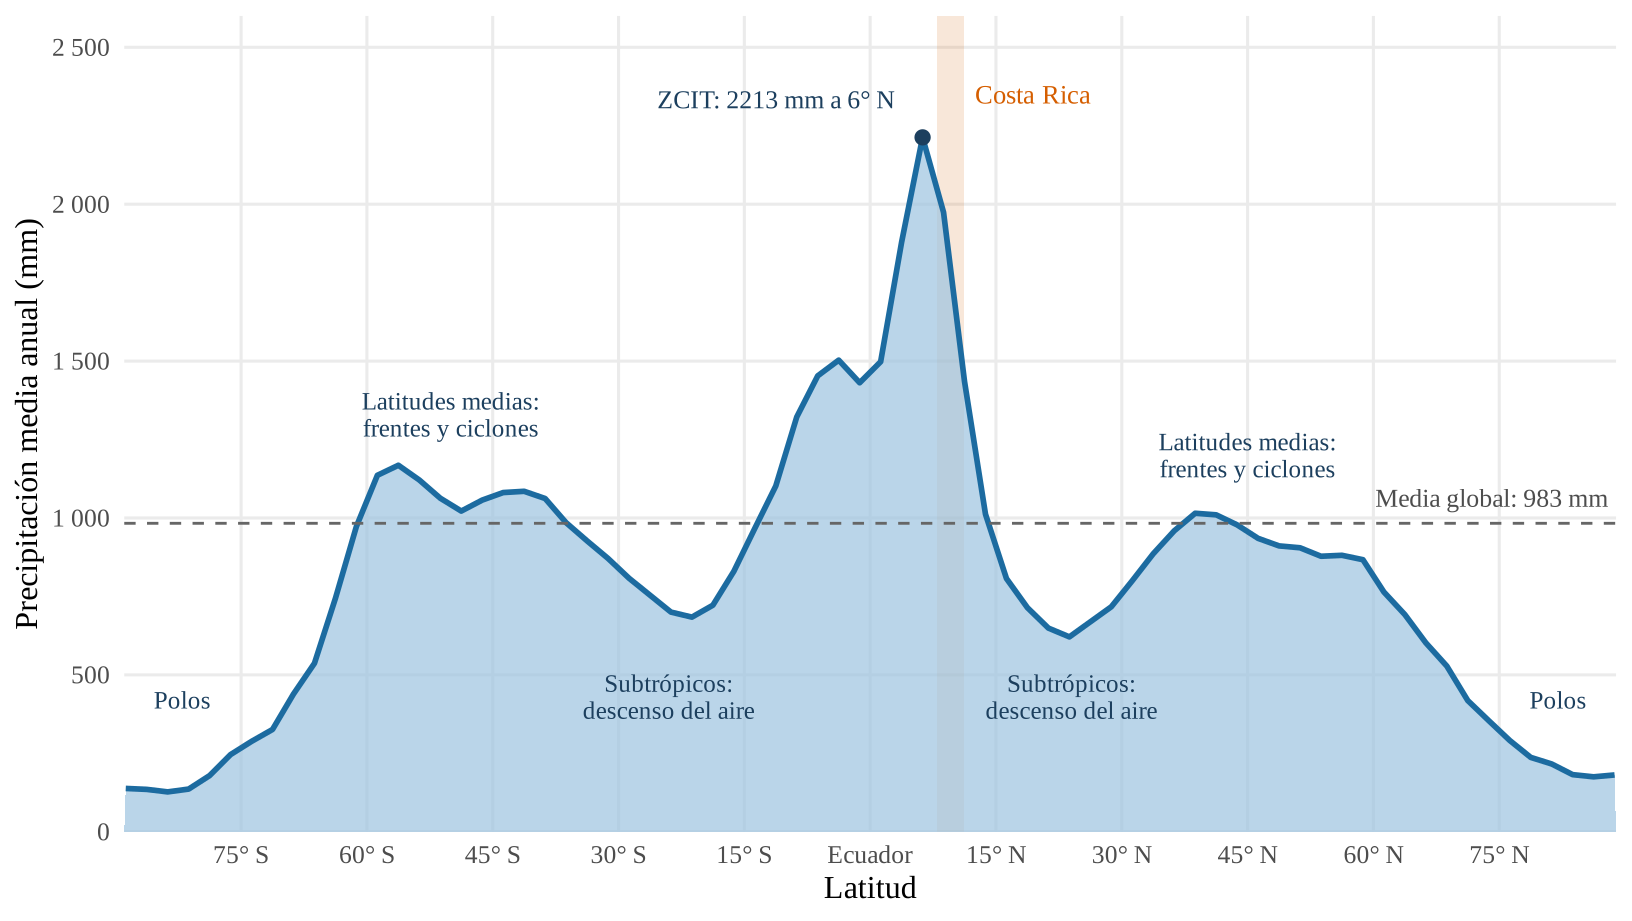 2 500
ZCIT: 2213 mm a 6° N
Costa Rica
2 000
Precipitación media anual (mm)
1 500
Latitudes medias:
frentes y ciclones
Latitudes medias:
frentes y ciclones
Media global: 983 mm
1 000
500
Polos
Subtrópicos:
descenso del aire
Subtrópicos:
descenso del aire
Polos
0
75° S 60° S 45° S 30° S 15° S Ecuador 15° N 30° N 45° N 60° N 75° N
Latitud